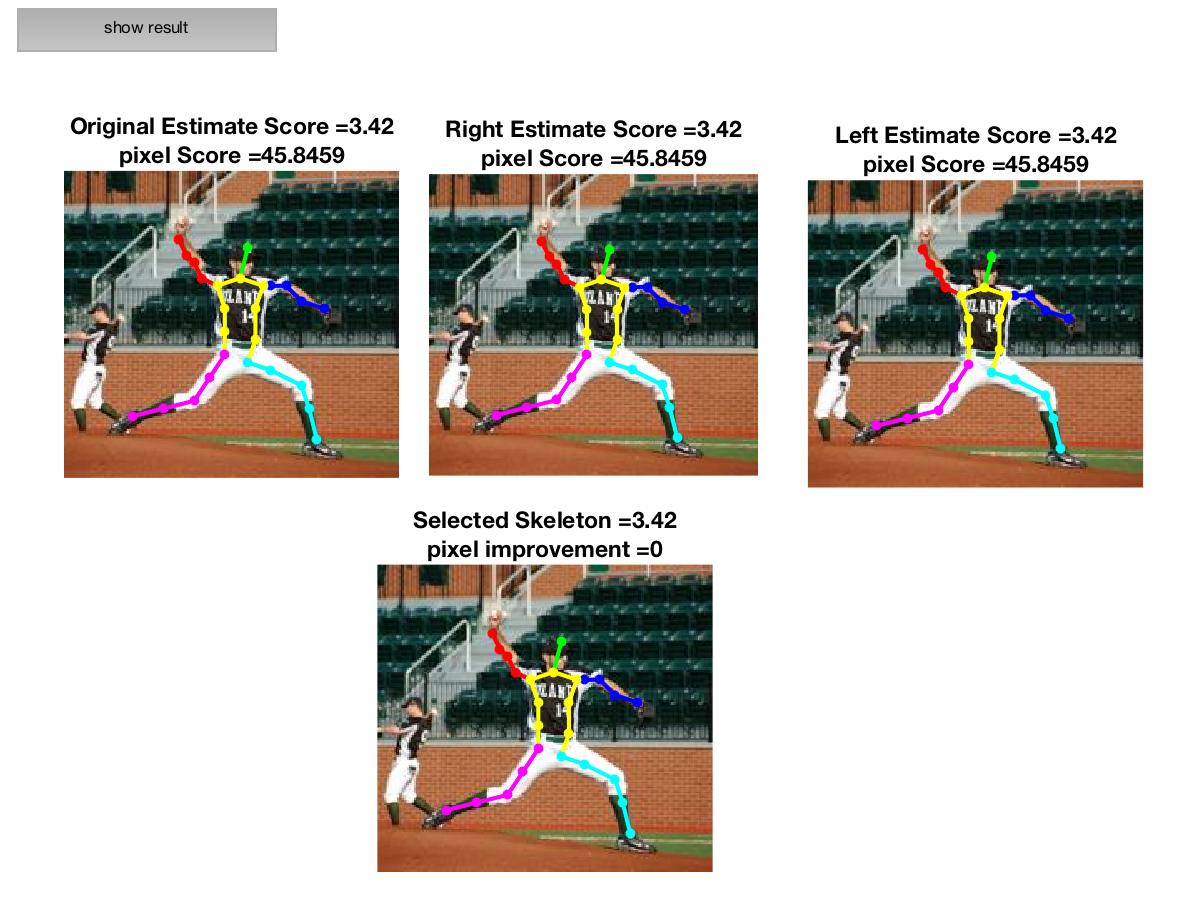 show result
Original Estimate Score =3.42
pixel Score =45.8459
Right Estimate Score =3.42
pixel Score =45.8459
Left Estimate Score =3.42
pixel Score =45.8459
Selected Skeleton =3.42
pixel improvement =0